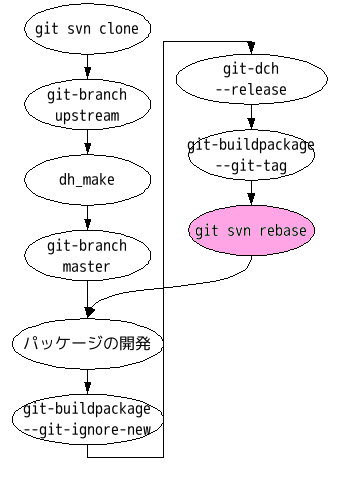 git svn clone
git-branch
upstream
dh_make
git-branch
master
パッケージの開発
git-buildpackage
--git-ignore-new
git-dch
--release
git-buildpackage
--git-tag
git svn rebase